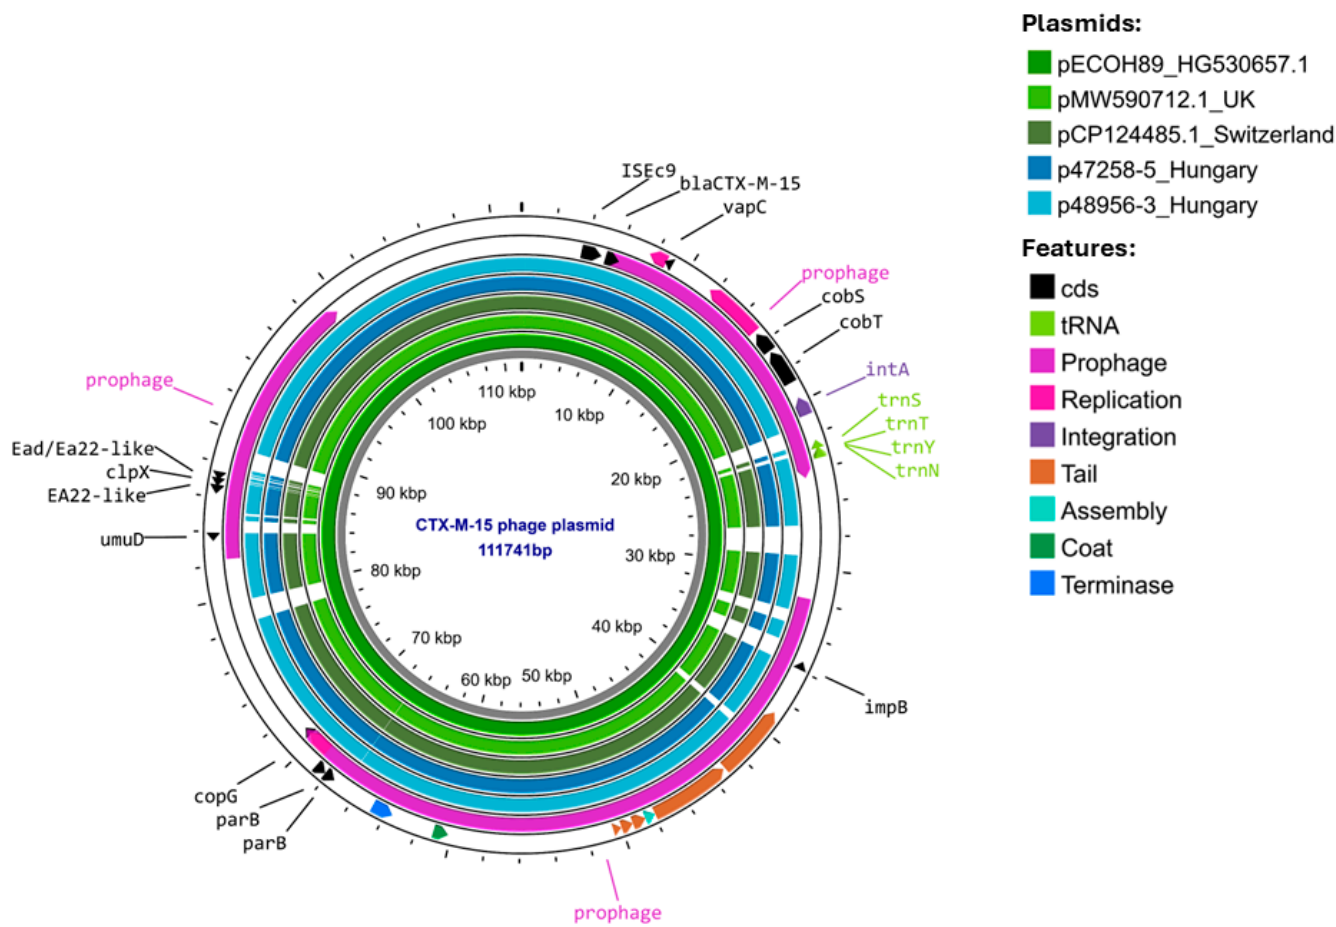 Plasmids:
pECOH89_HG530657.1
pMW590712.1_UK
pCP124485.1_Switzerland
p47258-5_Hungary
p48956-3_Hungary
Features:
cds
tRNA
Prophage
Replication
Integration
Tail
Assembly
Coat
Terminase
ISEc9
blaCTX-M-15
vapC
prophage
cobS
cobT
intA
trnS
trnT
trnY
trnN
impB
prophage
parB
parB
copG
umuD
EA22-like
clpX
Ead/Ea22-like
prophage
110 kbp
10 kbp
20 kbp
30 kbp
40 kbp
50 kbp
60 kbp
70 kbp
80 kbp
90 kbp
100 kbp
CTX-M-15 phage plasmid
111741bp